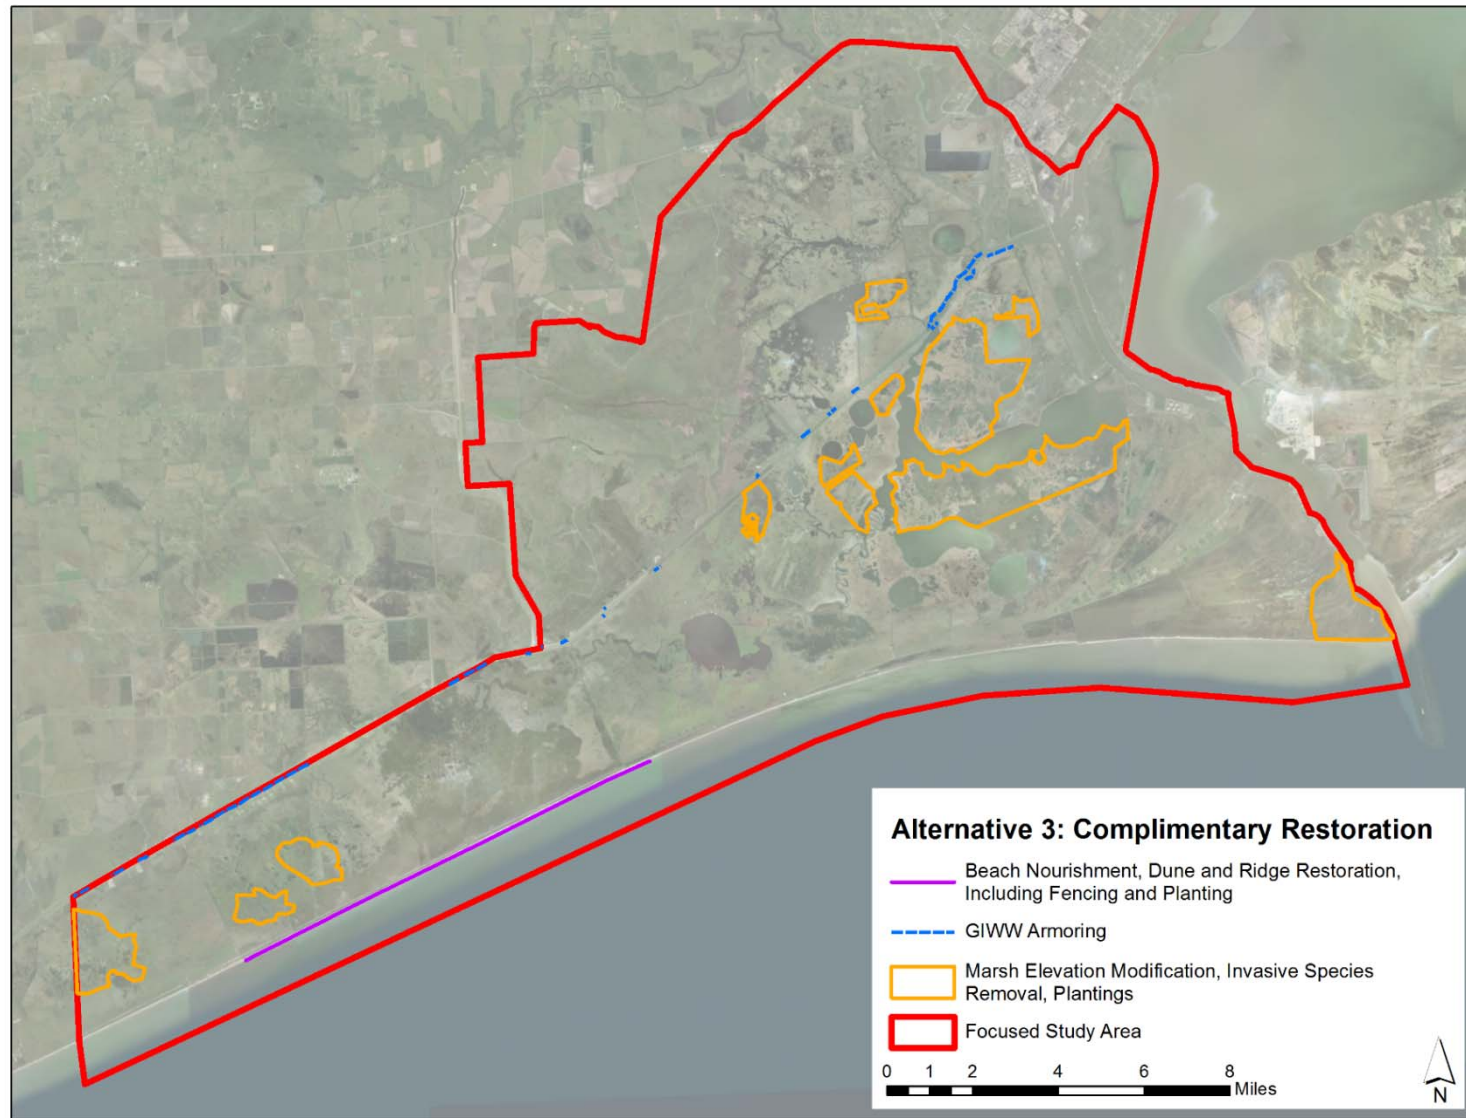 Alternative 3: Complimentary Restoration
Beach Nourishment, Dune and Ridge Restoration,
Including Fencing and Planting
GIWW Armoring
Marsh Elevation Modification, Invasive Species
Removal, Plantings
Focused Study Area
0 1 2 4 6 8
Miles
N